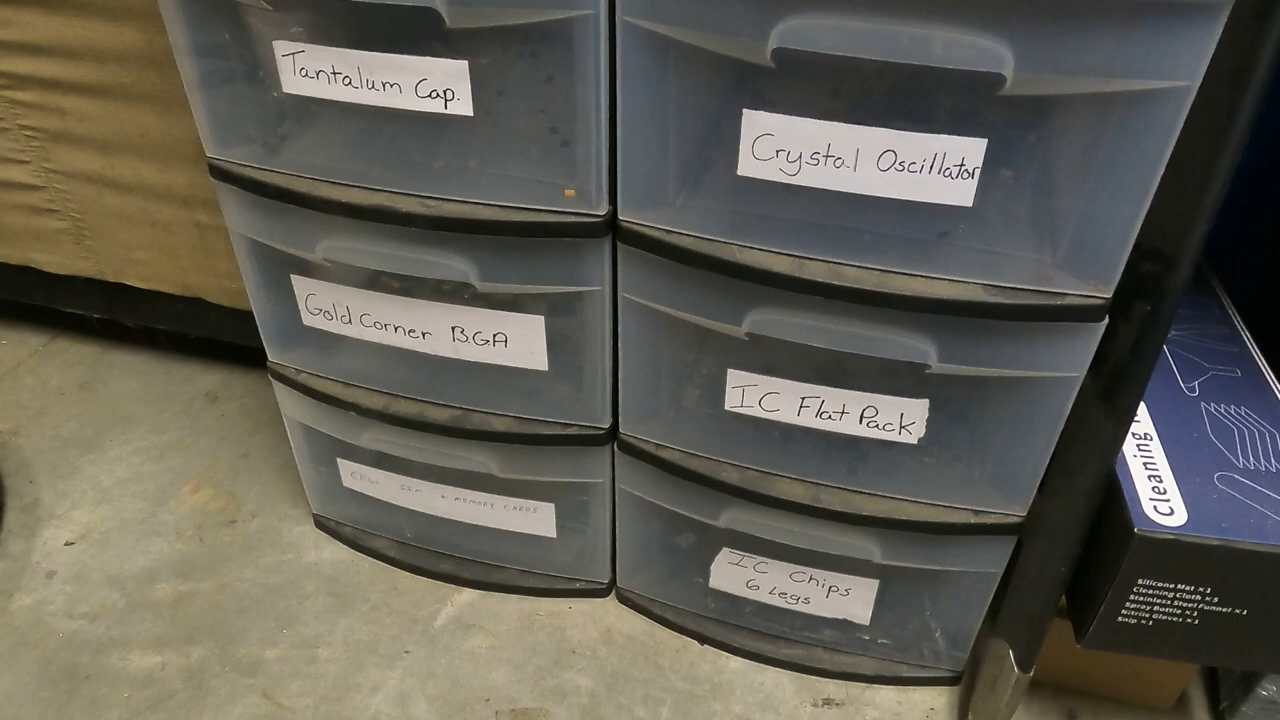 Tantalum Cap.
Crystal Oscillator
Gold Corner BGA
IC Flat Pack
CELL SIM + MEMORY CARDS
IC Chips
6 Legs
Cleaning
Silicone Mat ×1
Cleaning Cloth ×5
Stainless Steel Funnel ×1
Spray Bottle ×1
Nitrile Gloves ×1
Snip ×1